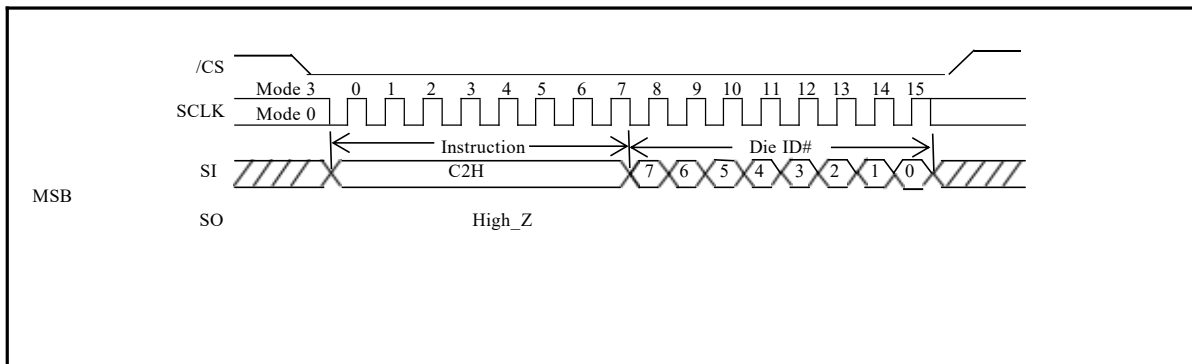 /CS
Mode 3 0 1 2 3 4 5 6 7 8 9 10 11 12 13 14 15
SCLK
Mode 0
Instruction Die ID#
SI C2H 7 6 5 4 3 2 1 0
MSB
SO High_Z